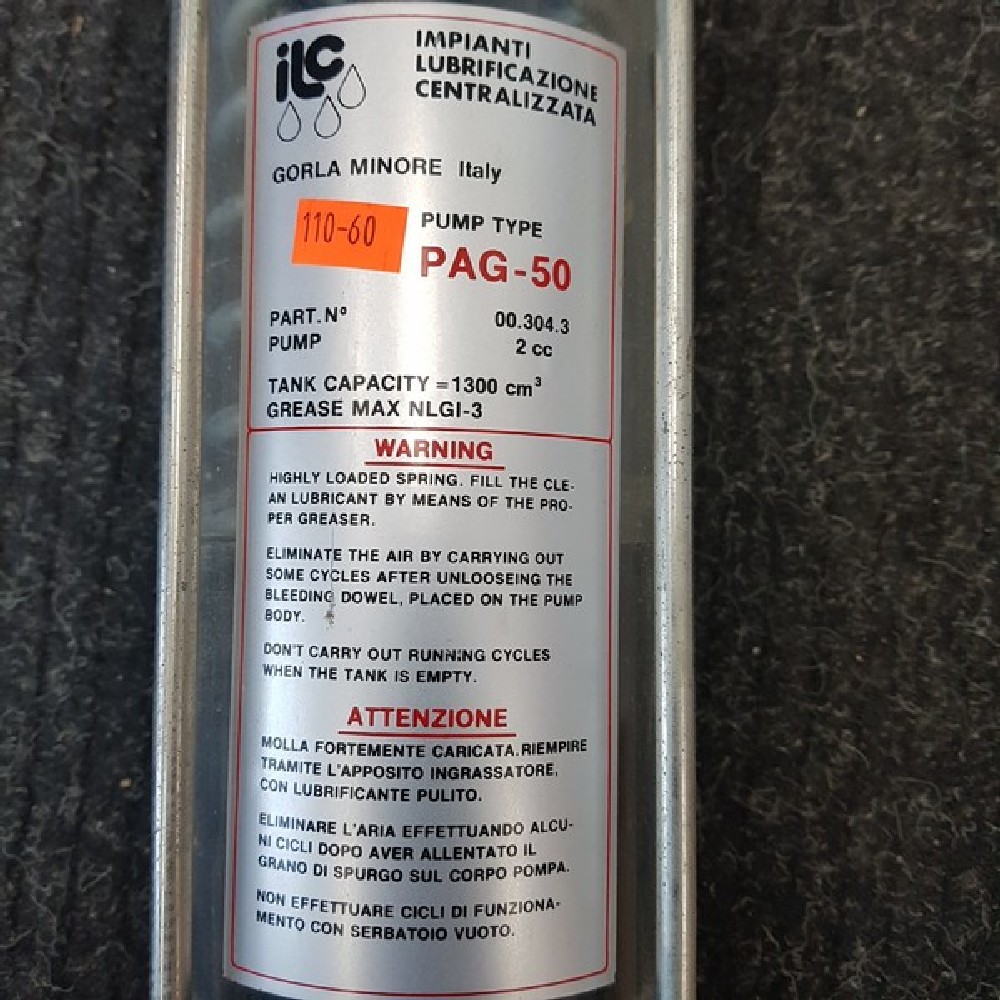 ILC
IMPIANTI
LUBRIFICAZIONE
CENTRALIZZATA
GORLA MINORE Italy
110-60
PUMP TYPE
PAG-50
PART.Nº 00.304.3
PUMP 2 cc
TANK CAPACITY =1300 cm³
GREASE MAX NLGI-3
WARNING
HIGHLY LOADED SPRING. FILL THE CLE-
AN LUBRICANT BY MEANS OF THE PRO-
PER GREASER.
ELIMINATE THE AIR BY CARRYING OUT
SOME CYCLES AFTER UNLOOSEING THE
BLEEDING DOWEL, PLACED ON THE PUMP
BODY.
DON'T CARRY OUT RUNNING CYCLES
WHEN THE TANK IS EMPTY.
ATTENZIONE
MOLLA FORTEMENTE CARICATA.RIEMPIRE
TRAMITE L'APPOSITO INGRASSATORE,
CON LUBRIFICANTE PULITO.
ELIMINARE L'ARIA EFFETTUANDO ALCU-
NI CICLI DOPO AVER ALLENTATO IL
GRANO DI SPURGO SUL CORPO POMPA.
NON EFFETTUARE CICLI DI FUNZIONA-
MENTO CON SERBATOIO VUOTO.